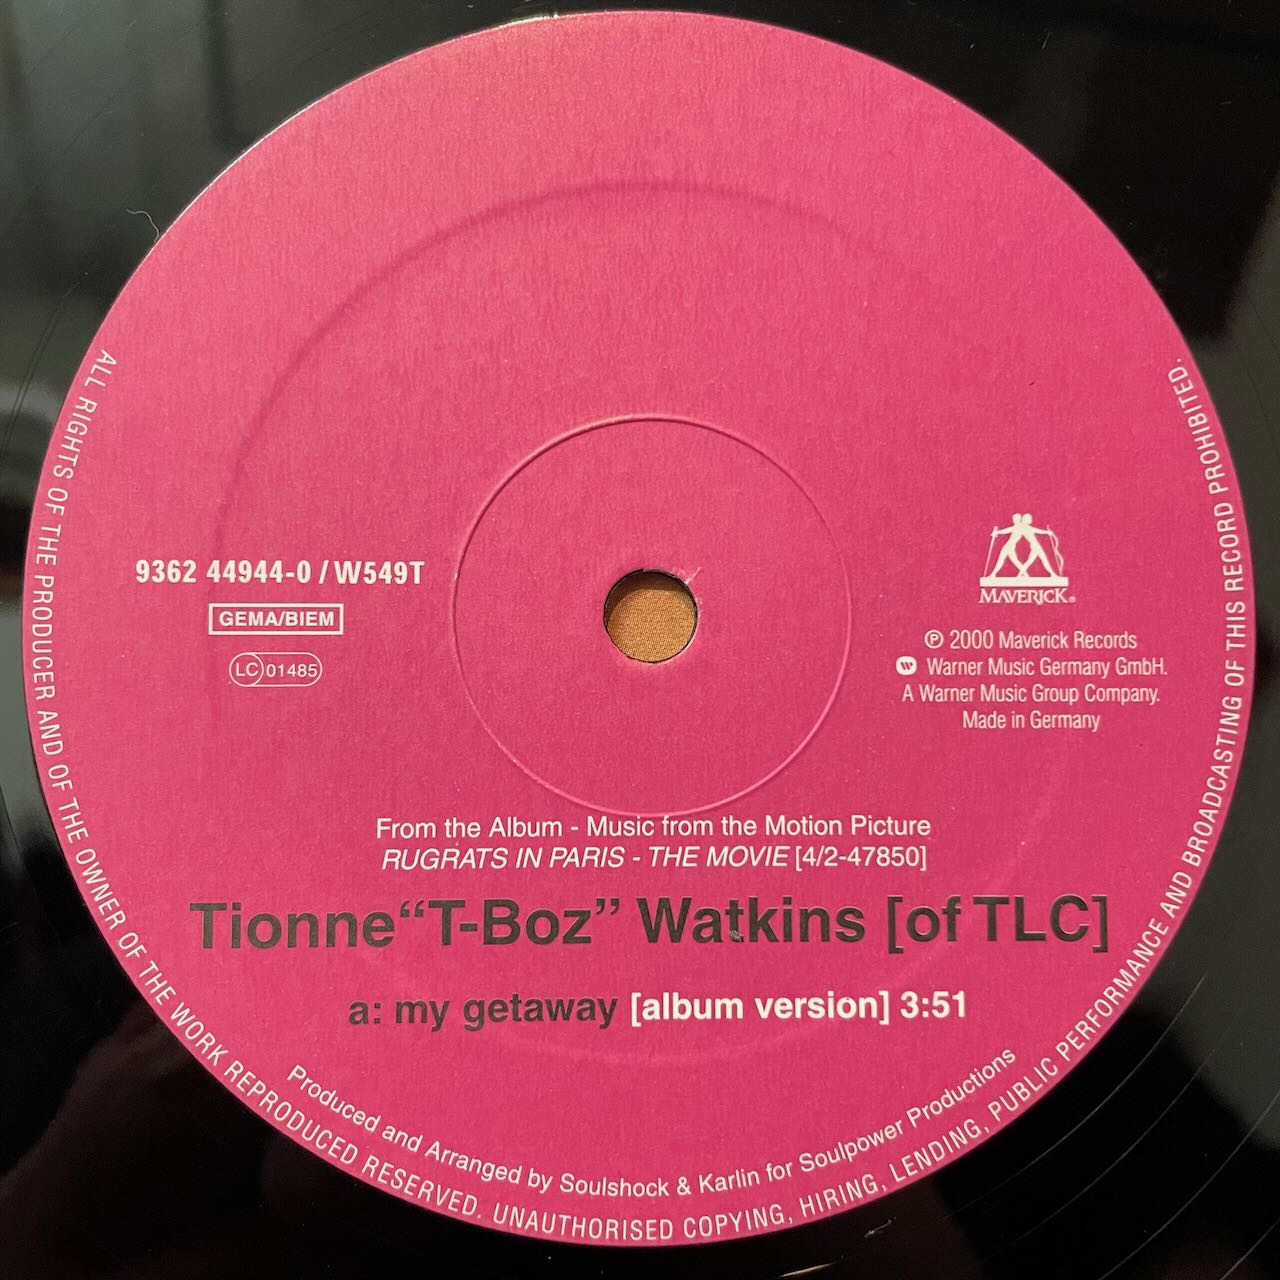 9362 44944-0 / W549T
GEMA/BIEM
LC 01485
MAVERICK®
℗ 2000 Maverick Records
W Warner Music Germany GmbH.
A Warner Music Group Company.
Made in Germany
From the Album - Music from the Motion Picture
RUGRATS IN PARIS - THE MOVIE [4/2-47850]
Tionne“T-Boz” Watkins [of TLC]
a: my getaway [album version] 3:51
Produced and Arranged by Soulshock & Karlin for Soulpower Productions
ALL RIGHTS OF THE PRODUCER AND OF THE OWNER OF THE WORK REPRODUCED RESERVED. UNAUTHORISED COPYING, HIRING, LENDING, PUBLIC PERFORMANCE AND BROADCASTING OF THIS RECORD PROHIBITED.